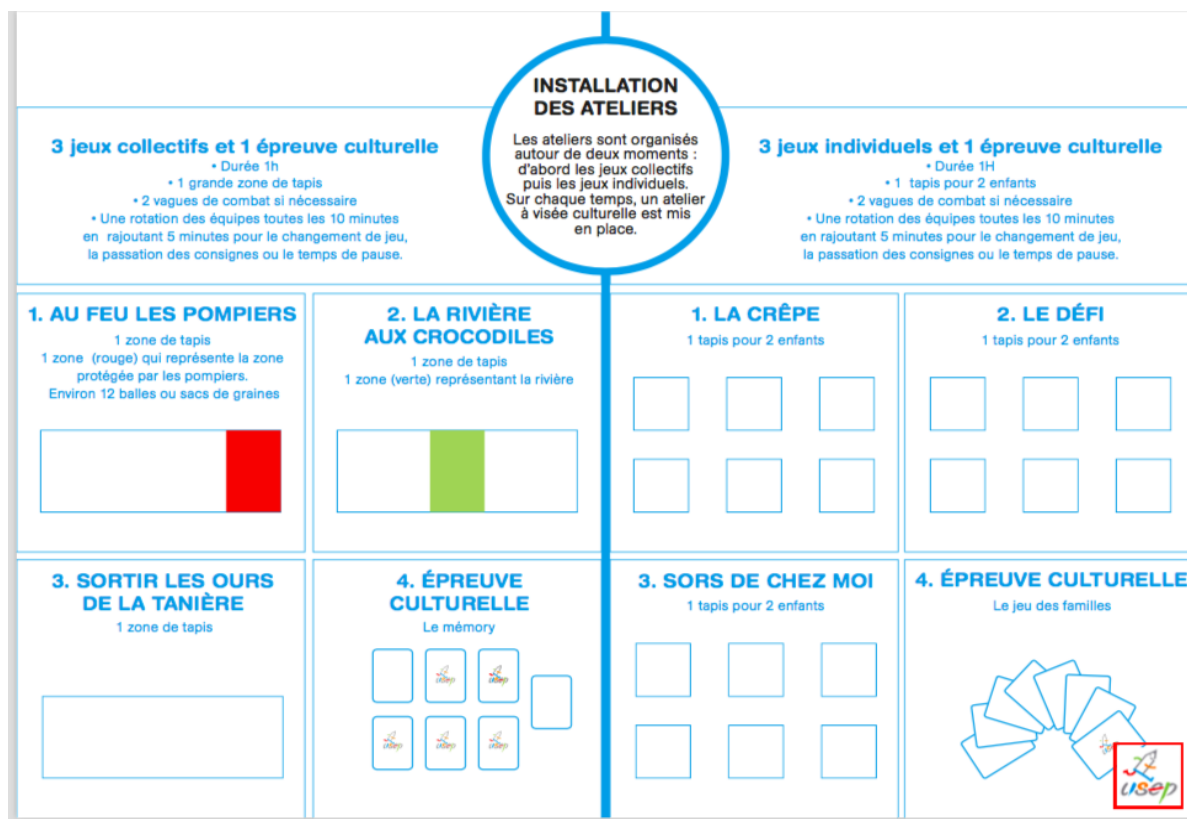 INSTALLATION
DES ATELIERS
Les ateliers sont organisés
autour de deux moments :
d'abord les jeux collectifs
puis les jeux individuels.
Sur chaque temps, un atelier
à visée culturelle est mis
en place.
3 jeux collectifs et 1 épreuve culturelle
• Durée 1h
• 1 grande zone de tapis
• 2 vagues de combat si nécessaire
• Une rotation des équipes toutes les 10 minutes
en rajoutant 5 minutes pour le changement de jeu,
la passation des consignes ou le temps de pause.
3 jeux individuels et 1 épreuve culturelle
• Durée 1H
• 1 tapis pour 2 enfants
• 2 vagues de combat si nécessaire
• Une rotation des équipes toutes les 10 minutes
en rajoutant 5 minutes pour le changement de jeu,
la passation des consignes ou le temps de pause.
1. AU FEU LES POMPIERS
1 zone de tapis
1 zone (rouge) qui représente la zone
protégée par les pompiers.
Environ 12 balles ou sacs de graines
2. LA RIVIÈRE
AUX CROCODILES
1 zone de tapis
1 zone (verte) représentant la rivière
1. LA CRÊPE
1 tapis pour 2 enfants
2. LE DÉFI
1 tapis pour 2 enfants
3. SORTIR LES OURS
DE LA TANIÈRE
1 zone de tapis
4. ÉPREUVE
CULTURELLE
Le mémory
usep
usep
usep
usep
usep
3. SORS DE CHEZ MOI
1 tapis pour 2 enfants
4. ÉPREUVE CULTURELLE
Le jeu des familles
usep